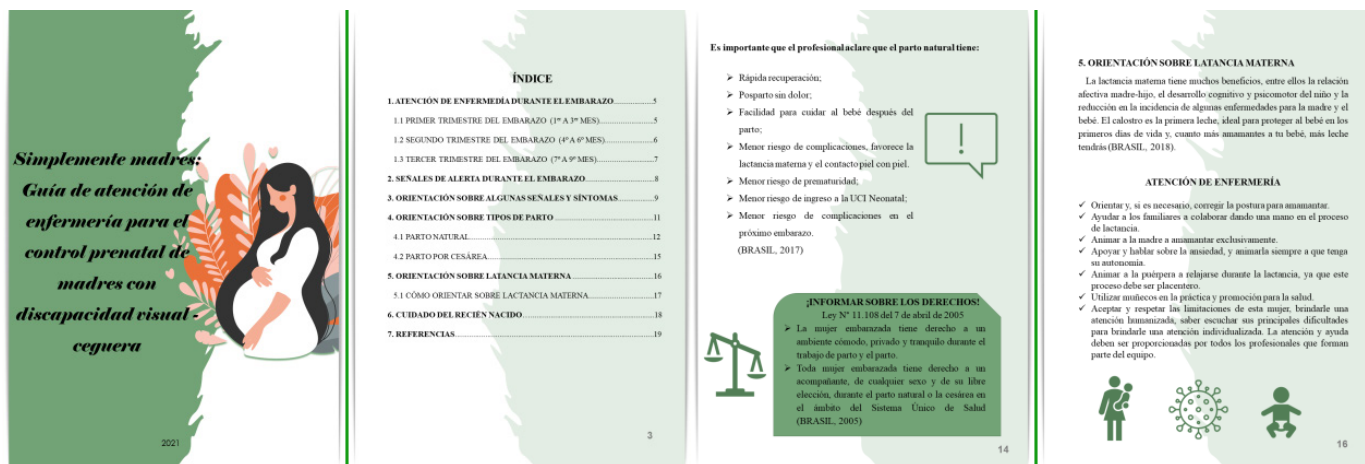 Simplemente madres:
Guía de atención de
enfermería para el
control prenatal de
madres con
discapacidad visual -
ceguera
2021
ÍNDICE
1. ATENCIÓN DE ENFERMEDÍA DURANTE EL EMBARAZO....................5
1.1 PRIMER TRIMESTRE DEL EMBARAZO (1º A 3º MES)....................5
1.2 SEGUNDO TRIMESTRE DEL EMBARAZO (4º A 6º MES)....................6
1.3 TERCER TRIMESTRE DEL EMBARAZO (7º A 9º MES)....................7
2. SEÑALES DE ALERTA DURANTE EL EMBARAZO....................8
3. ORIENTACIÓN SOBRE ALGUNAS SEÑALES Y SÍNTOMAS....................9
4. ORIENTACIÓN SOBRE TIPOS DE PARTO....................11
4.1 PARTO NATURAL....................12
4.2 PARTO POR CESÁREA....................15
5. ORIENTACIÓN SOBRE LATANCIA MATERNA....................16
5.1 CÓMO ORIENTAR SOBRE LACTANCIA MATERNA....................17
6. CUIDADO DEL RECIÉN NACIDO....................18
7. REFERENCIAS....................19
3
Es importante que el profesional aclare que el parto natural tiene:
➢ Rápida recuperación;
➢ Posparto sin dolor;
➢ Facilidad para cuidar al bebé después del
parto;
➢ Menor riesgo de complicaciones, favorece la
lactancia materna y el contacto piel con piel.
➢ Menor riesgo de prematuridad;
➢ Menor riesgo de ingreso a la UCI Neonatal;
➢ Menor riesgo de complicaciones en el
próximo embarazo.
(BRASIL, 2017)
¡INFORMAR SOBRE LOS DERECHOS!
Ley N° 11.108 del 7 de abril de 2005
➢ La mujer embarazada tiene derecho a un
ambiente cómodo, privado y tranquilo durante el
trabajo de parto y el parto.
➢ Toda mujer embarazada tiene derecho a un
acompañante, de cualquier sexo y de su libre
elección, durante el parto natural o la cesárea en
el ámbito del Sistema Único de Salud
(BRASIL, 2005)
14
5. ORIENTACIÓN SOBRE LATANCIA MATERNA
La lactancia materna tiene muchos beneficios, entre ellos la relación
afectiva madre-hijo, el desarrollo cognitivo y psicomotor del niño y la
reducción en la incidencia de algunas enfermedades para la madre y el
bebé. El calostro es la primera leche, ideal para proteger al bebé en los
primeros días de vida y, cuanto más amamantes a tu bebé, más leche
tendrás (BRASIL, 2018).
ATENCIÓN DE ENFERMERÍA
✓ Orientar y, si es necesario, corregir la postura para amamantar.
✓ Ayudar a los familiares a colaborar dando una mano en el proceso
de lactancia.
✓ Animar a la madre a amamantar exclusivamente.
✓ Apoyar y hablar sobre la ansiedad, y animarla siempre a que tenga
su autonomía.
✓ Animar a la puérpera a relajarse durante la lactancia, ya que este
proceso debe ser placentero.
✓ Utilizar muñecos en la práctica y promoción para la salud.
✓ Aceptar y respetar las limitaciones de esta mujer, brindarle una
atención humanizada, saber escuchar sus principales dificultades
para brindarle una atención individualizada. La atención y ayuda
deben ser proporcionadas por todos los profesionales que forman
parte del equipo.
16